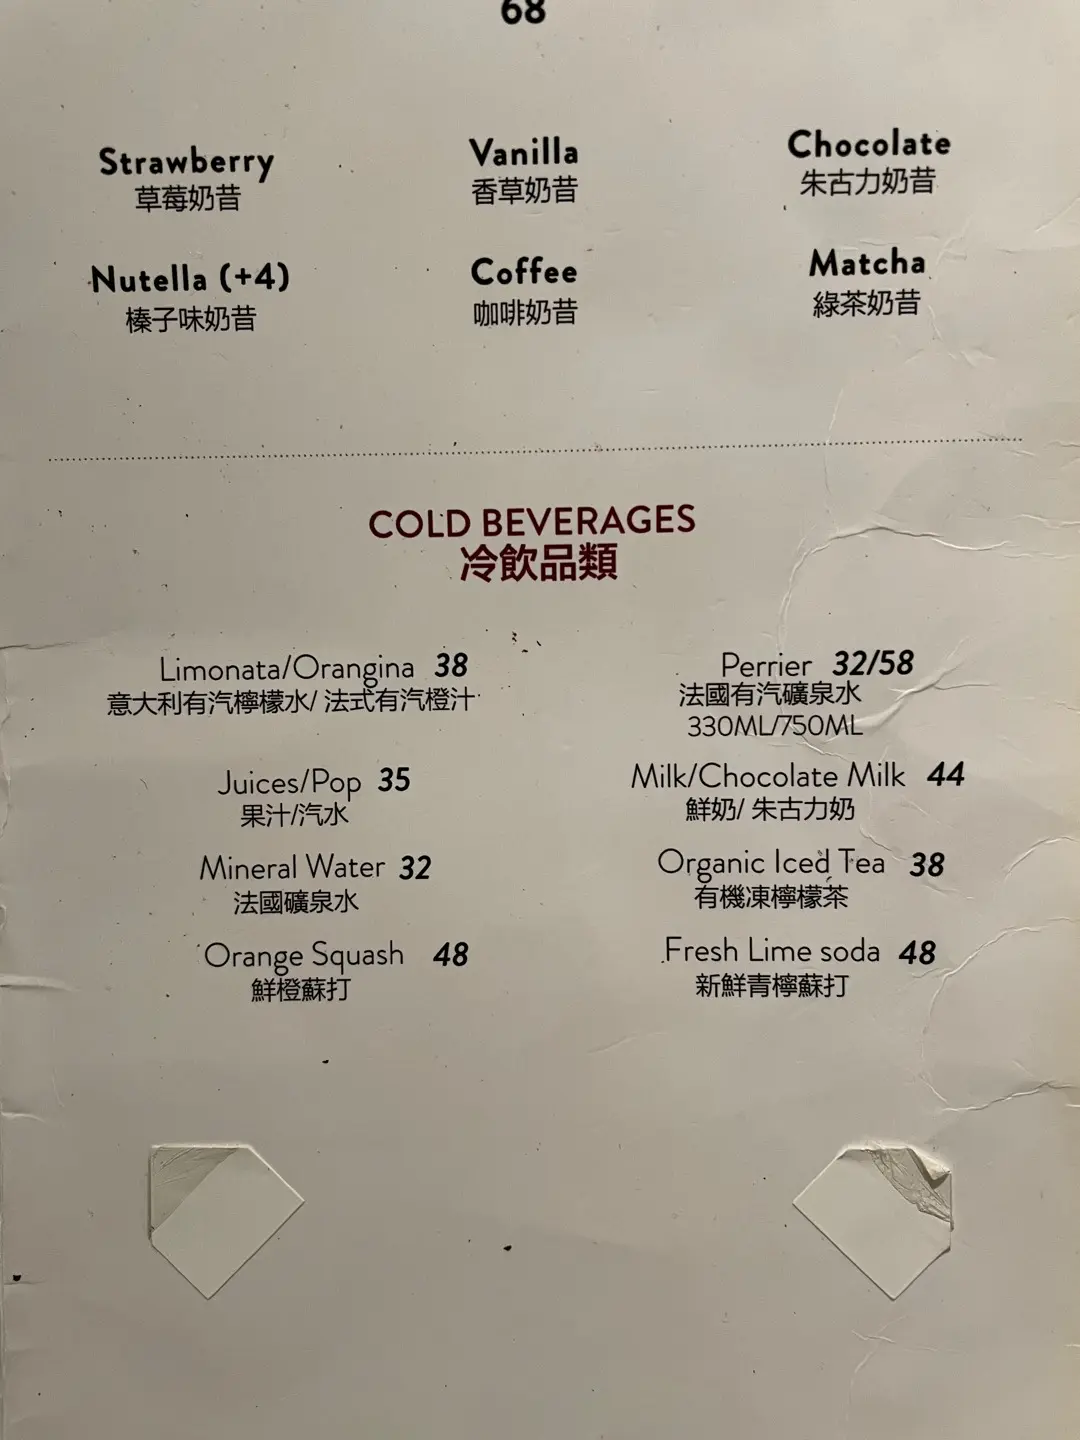 68
Strawberry
草莓奶昔
Vanilla
香草奶昔
Chocolate
朱古力奶昔
Nutella (+4)
榛子味奶昔
Coffee
咖啡奶昔
Matcha
綠茶奶昔
COLD BEVERAGES
冷飲品類
Limonata/Orangina 38
意大利有汽檸檬水/ 法式有汽橙汁
Perrier 32/58
法國有汽礦泉水
330ML/750ML
Juices/Pop 35
果汁/汽水
Milk/Chocolate Milk 44
鮮奶/ 朱古力奶
Mineral Water 32
法國礦泉水
Organic Iced Tea 38
有機凍檸檬茶
Orange Squash 48
鮮橙蘇打
Fresh Lime soda 48
新鮮青檸蘇打